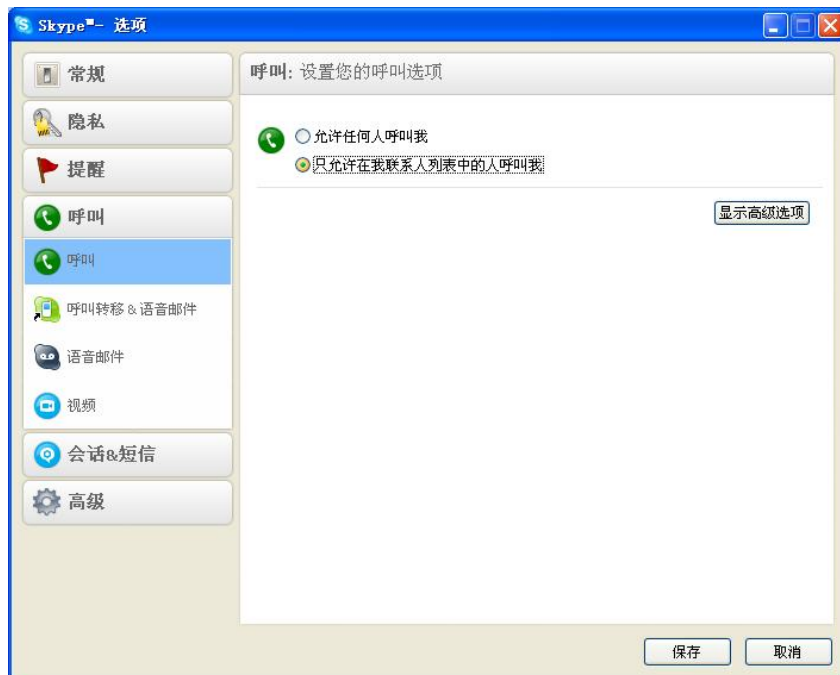 Skype™- 选项
常规
隐私
提醒
呼叫
呼叫
呼叫转移 & 语音邮件
语音邮件
视频
会话&短信
高级
呼叫: 设置您的呼叫选项
允许任何人呼叫我
只允许在我联系人列表中的人呼叫我
显示高级选项
保存
取消